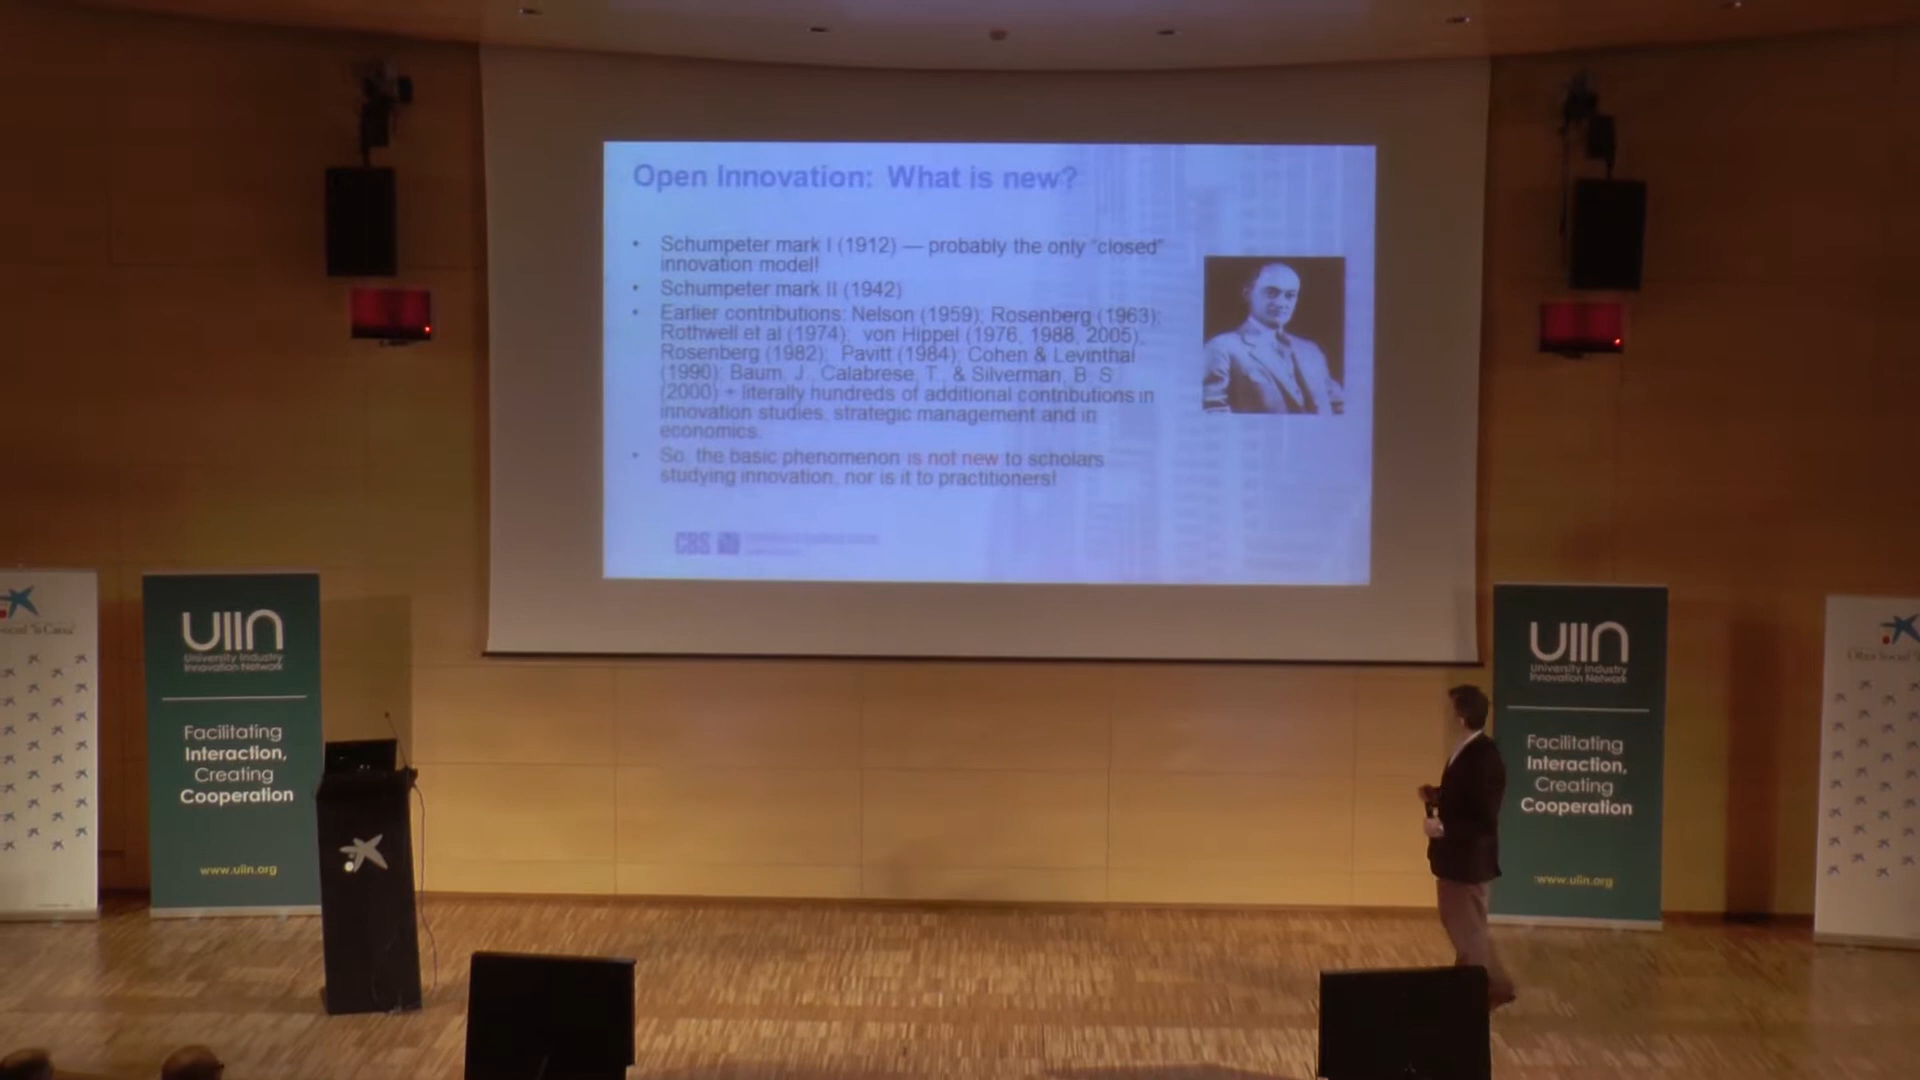 Open Innovation: What is new?
• Schumpeter mark I (1912) — probably the only "closed"
innovation model!
• Schumpeter mark II (1942)
• Earlier contributions: Nelson (1959); Rosenberg (1963);
Rothwell et al (1974); von Hippel (1976, 1988, 2005);
Rosenberg (1982); Pavitt (1984); Cohen & Levinthal
(1990); Baum, J., Calabrese, T., & Silverman, B. S.
(2000) + literally hundreds of additional contributions in
innovation studies, strategic management and in
economics.
• So, the basic phenomenon is not new to scholars
studying innovation, nor is it to practitioners!
CBS
Social "la Caixa"
UIIN
University Industry
Innovation Network
Facilitating
Interaction,
Creating
Cooperation
www.uiin.org
UIIN
University Industry
Innovation Network
Facilitating
Interaction,
Creating
Cooperation
www.uiin.org
Obra Social